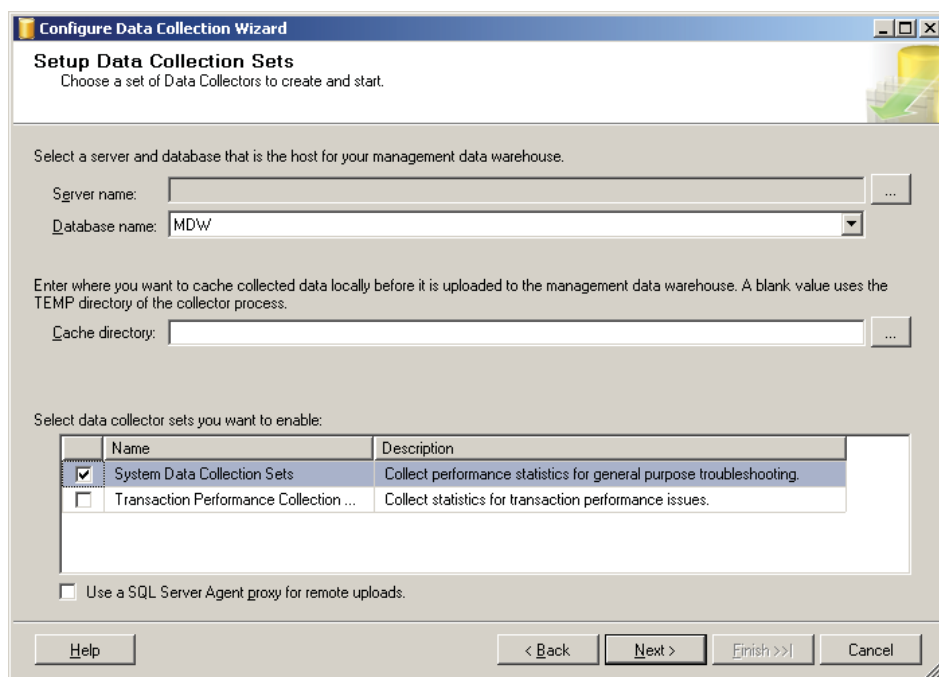 Configure Data Collection Wizard
Setup Data Collection Sets
Choose a set of Data Collectors to create and start.
Select a server and database that is the host for your management data warehouse.
Server name:
...
Database name: MDW
Enter where you want to cache collected data locally before it is uploaded to the management data warehouse. A blank value uses the
TEMP directory of the collector process.
Cache directory:
...
Select data collector sets you want to enable:
Name Description
System Data Collection Sets Collect performance statistics for general purpose troubleshooting.
Transaction Performance Collection ... Collect statistics for transaction performance issues.
Use a SQL Server Agent proxy for remote uploads.
Help < Back Next > Finish >>| Cancel